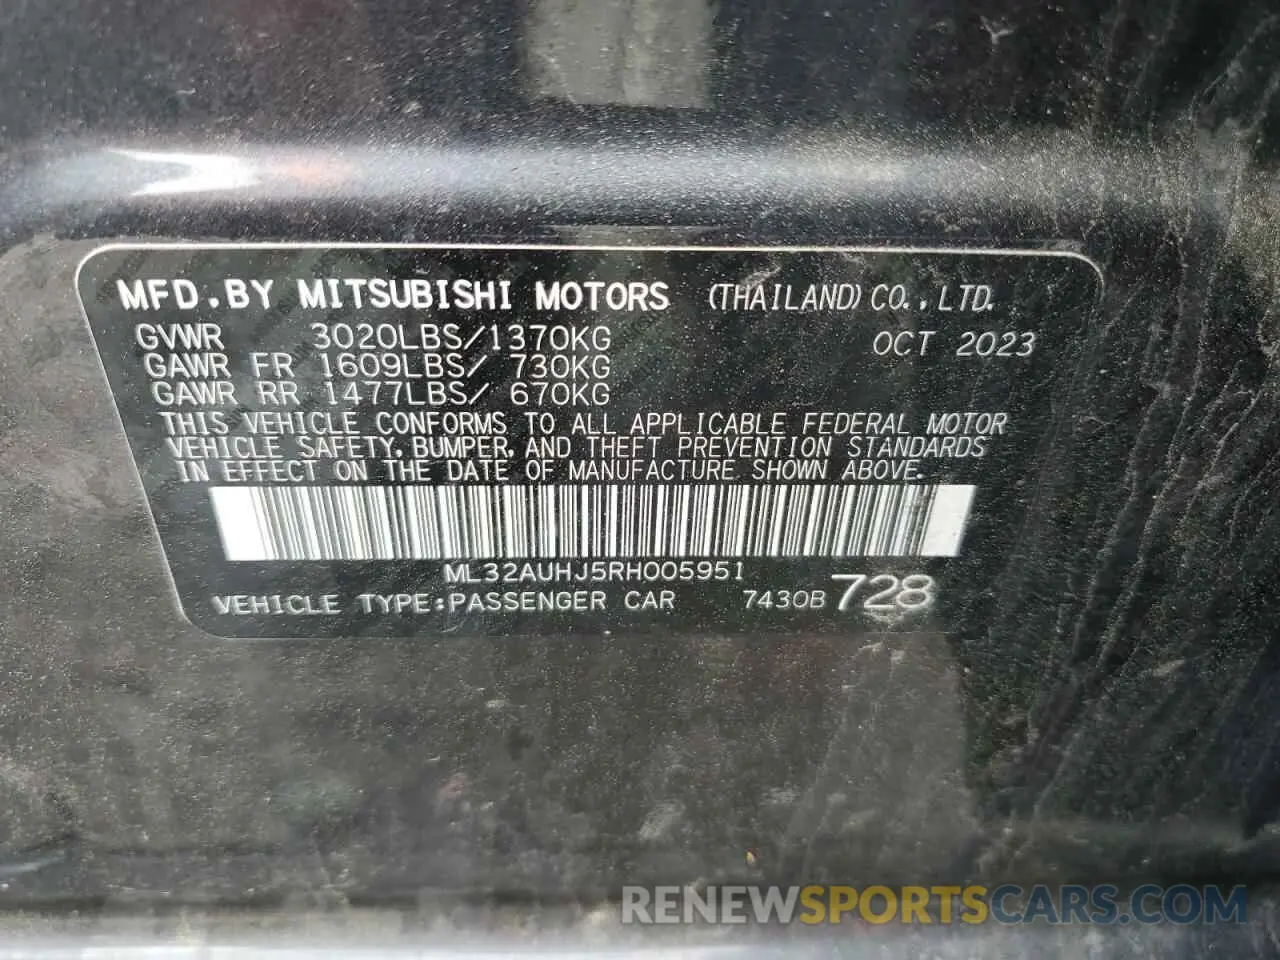 MFD.BY MITSUBISHI MOTORS (THAILAND) CO., LTD.
GVWR 3020LBS/1370KG OCT 2023
GAWR FR 1609LBS/ 730KG
GAWR RR 1477LBS/ 670KG
THIS VEHICLE CONFORMS TO ALL APPLICABLE FEDERAL MOTOR
VEHICLE SAFETY, BUMPER, AND THEFT PREVENTION STANDARDS
IN EFFECT ON THE DATE OF MANUFACTURE SHOWN ABOVE.
ML32AUHJ5RH005951
VEHICLE TYPE:PASSENGER CAR 7430B 728
RENEWSPORTSCARS.COM